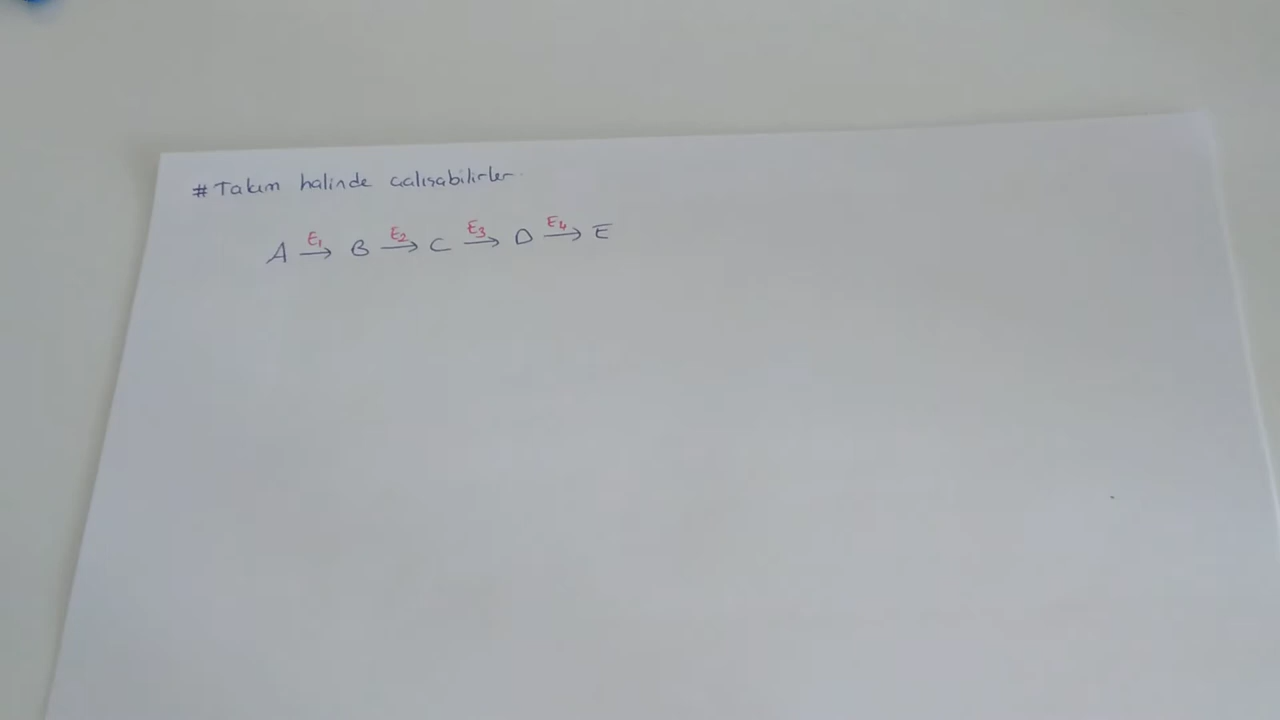 #Takım halinde çalışabilirler.
A E₁→ B E₂→ C E₃→ D E₄→ E